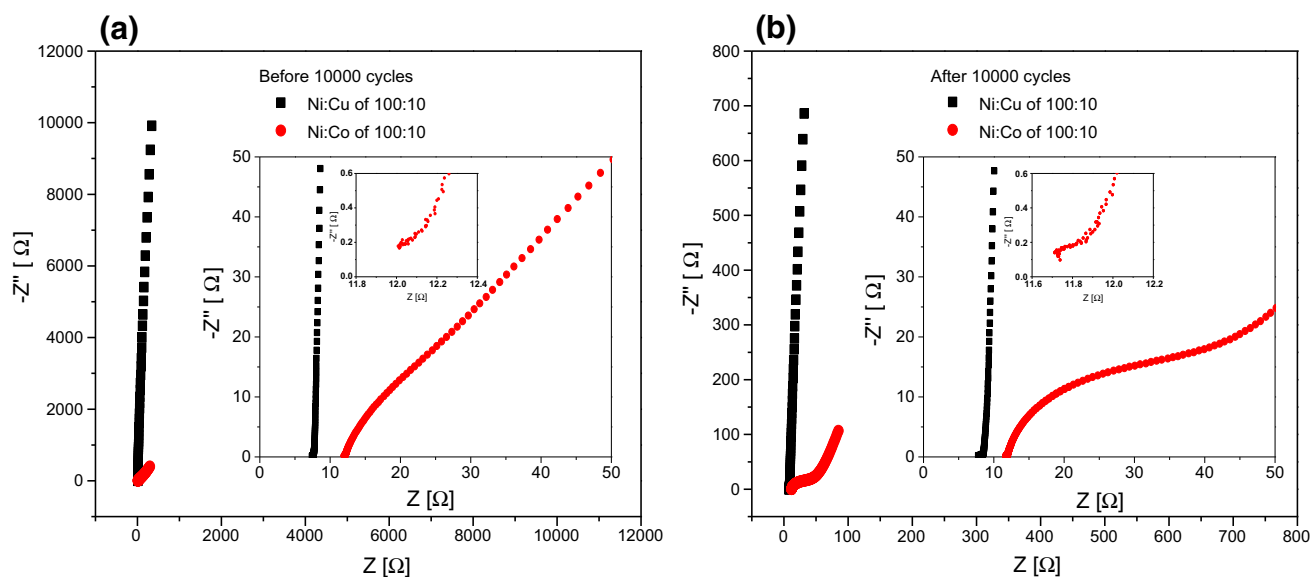 (a)
12000
10000
8000
6000
4000
2000
0
-Z'' [ Ω]
0 2000 4000 6000 8000 10000 12000
Z [Ω]
Before 10000 cycles
Ni:Cu of 100:10
Ni:Co of 100:10
50
40
30
20
10
0
-Z'' [ Ω]
0 10 20 30 40 50
Z [Ω]
0.6
0.4
0.2
0.0
-Z'' [ Ω]
11.8 12.0 12.2 12.4
Z [Ω]
(b)
800
700
600
500
400
300
200
100
0
-Z'' [ Ω]
0 100 200 300 400 500 600 700 800
Z [Ω]
After 10000 cycles
Ni:Cu of 100:10
Ni:Co of 100:10
50
40
30
20
10
0
-Z'' [ Ω]
0 10 20 30 40 50
Z [Ω]
0.6
0.4
0.2
0.0
-Z'' [ Ω]
11.6 11.8 12.0 12.2
Z [Ω]